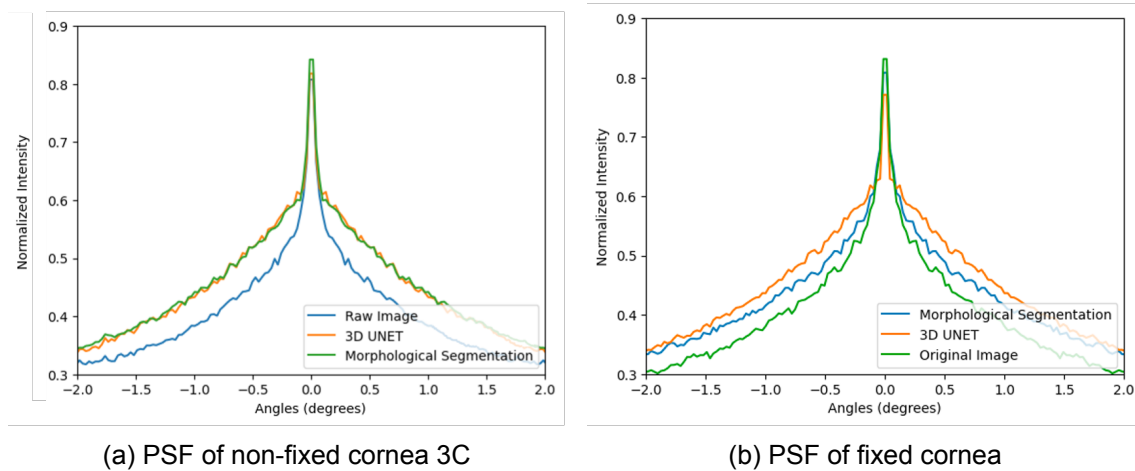 0.9
0.8
0.7
0.6
0.5
0.4
0.3
Normalized Intensity
Raw Image
3D UNET
Morphological Segmentation
−2.0 −1.5 −1.0 −0.5 0.0 0.5 1.0 1.5 2.0
Angles (degrees)
(a) PSF of non-fixed cornea 3C
0.9
0.8
0.7
0.6
0.5
0.4
0.3
Normalized Intensity
Morphological Segmentation
3D UNET
Original Image
−2.0 −1.5 −1.0 −0.5 0.0 0.5 1.0 1.5 2.0
Angles (degrees)
(b) PSF of fixed cornea